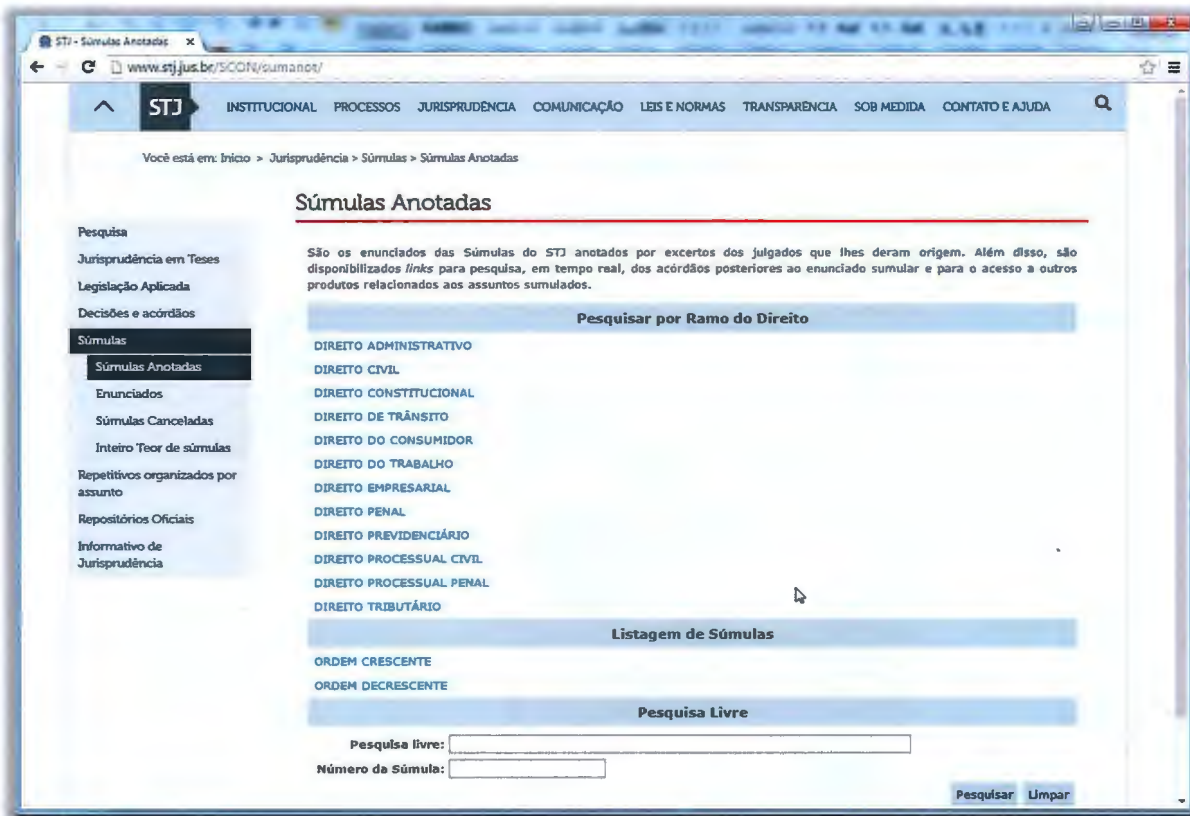 STJ - Súmulas Anotadas x
www.stj.jus.br/SCON/sumanot/
STJ INSTITUCIONAL PROCESSOS JURISPRUDÊNCIA COMUNICAÇÃO LEIS E NORMAS TRANSPARÊNCIA SOB MEDIDA CONTATO E AJUDA
Você está em: Início > Jurisprudência > Súmulas > Súmulas Anotadas
Pesquisa
Jurisprudência em Teses
Legislação Aplicada
Decisões e acórdãos
Súmulas
Súmulas Anotadas
Enunciados
Súmulas Canceladas
Inteiro Teor de súmulas
Repetitivos organizados por
assunto
Repositórios Oficiais
Informativo de
Jurisprudência
Súmulas Anotadas
São os enunciados das Súmulas do STJ anotados por excertos dos julgados que lhes deram origem. Além disso, são
disponibilizados links para pesquisa, em tempo real, dos acórdãos posteriores ao enunciado sumular e para o acesso a outros
produtos relacionados aos assuntos sumulados.
Pesquisar por Ramo do Direito
DIREITO ADMINISTRATIVO
DIREITO CIVIL
DIREITO CONSTITUCIONAL
DIREITO DE TRÂNSITO
DIREITO DO CONSUMIDOR
DIREITO DO TRABALHO
DIREITO EMPRESARIAL
DIREITO PENAL
DIREITO PREVIDENCIÁRIO
DIREITO PROCESSUAL CIVIL
DIREITO PROCESSUAL PENAL
DIREITO TRIBUTÁRIO
Listagem de Súmulas
ORDEM CRESCENTE
ORDEM DECRESCENTE
Pesquisa Livre
Pesquisa livre:
Número da Súmula:
Pesquisar Limpar